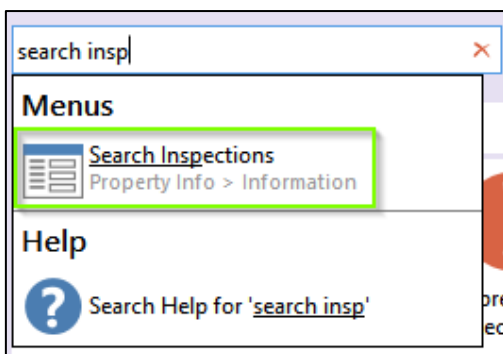 search insp
Menus
Search Inspections
Property Info > Information
Help
Search Help for 'search insp'